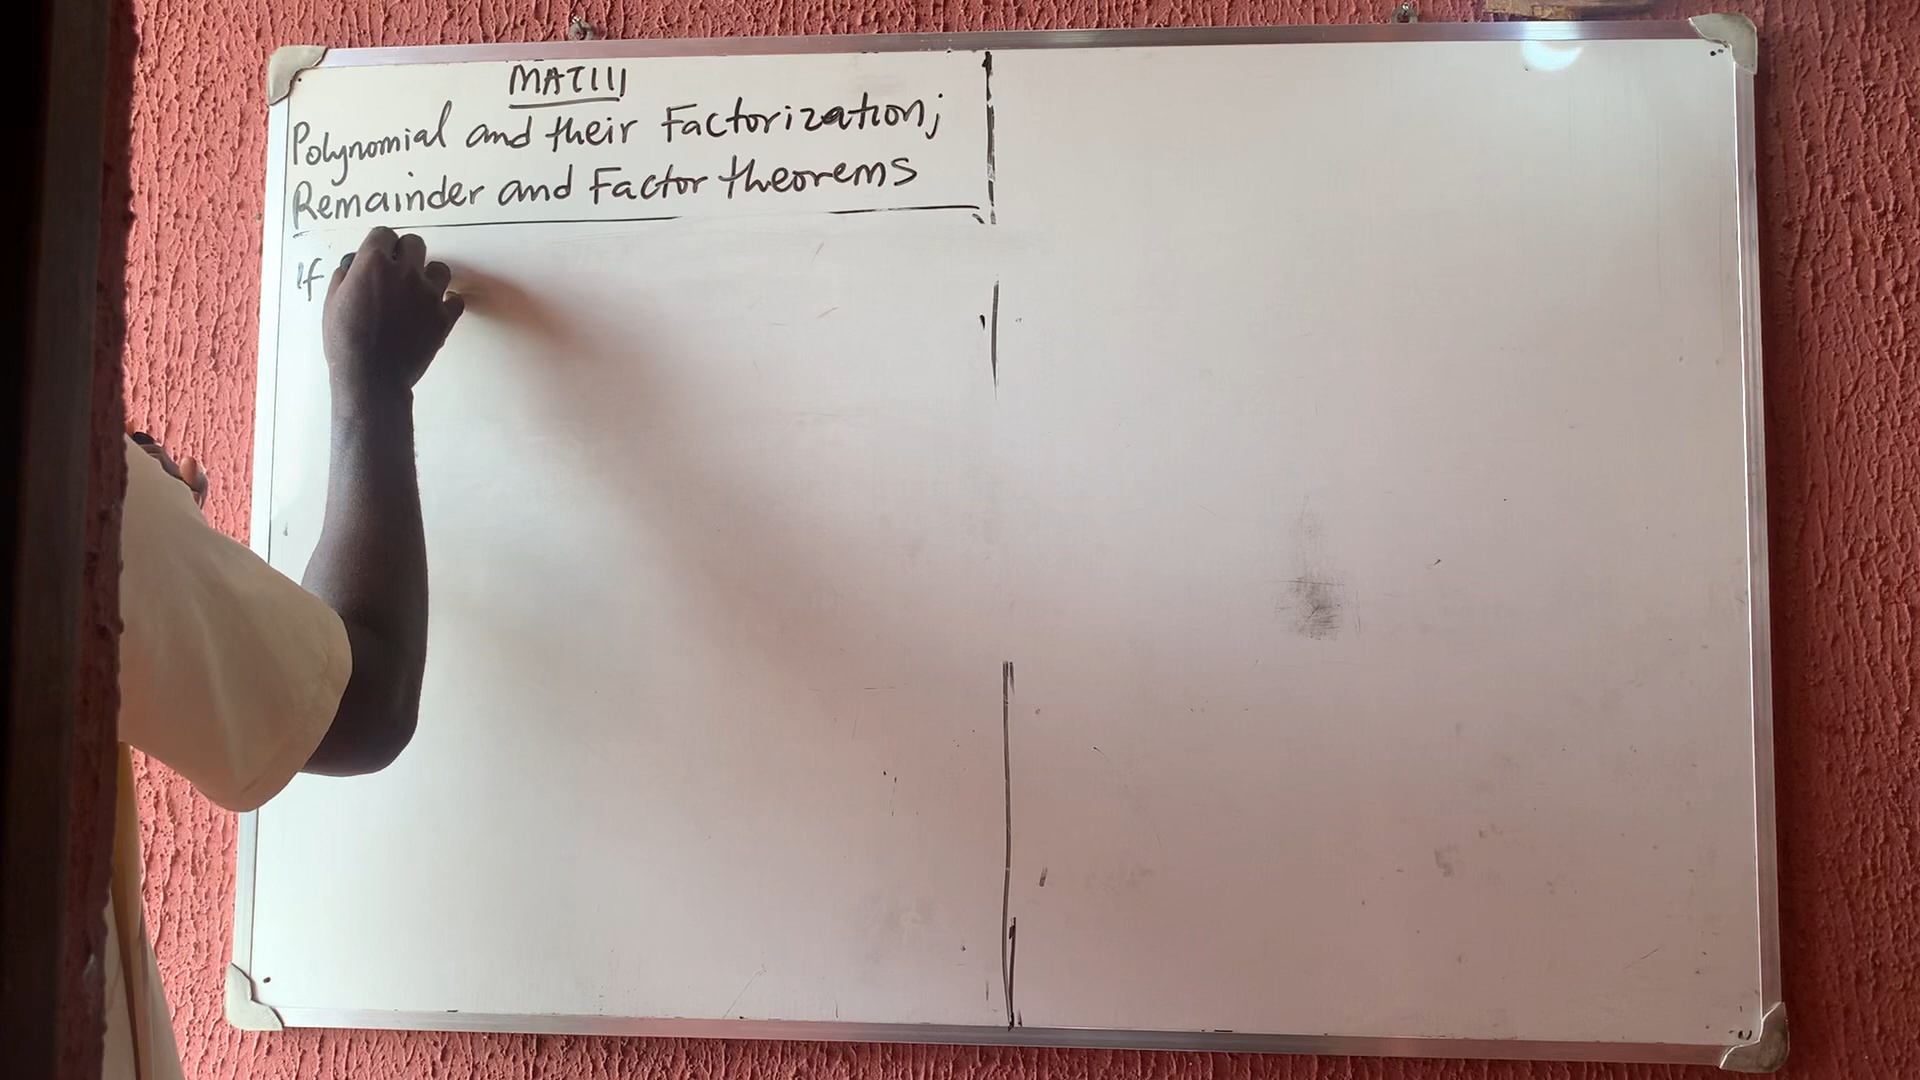 MAT111
Polynomial and their Factorization;
Remainder and Factor theorems
If